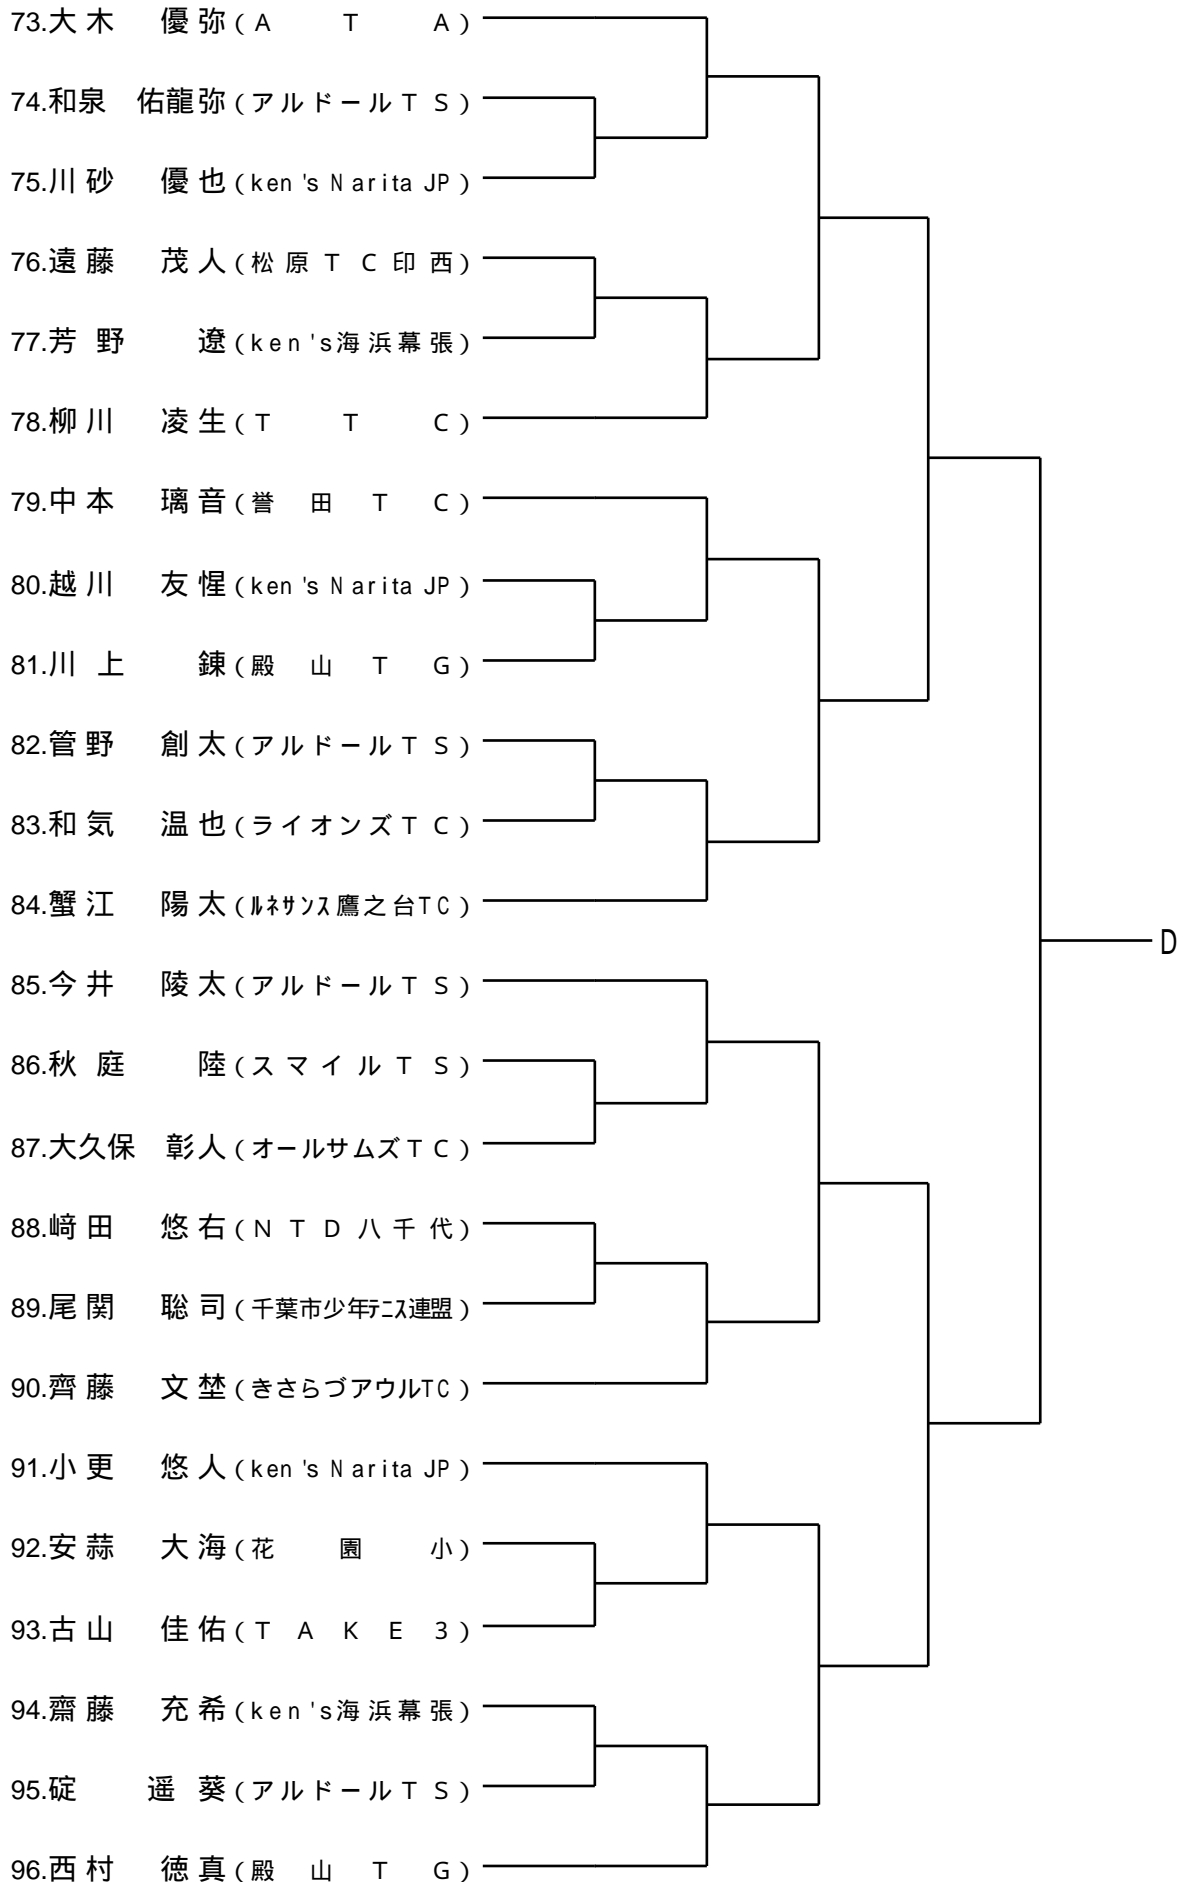 73.大木 優弥(ATA)
74.和泉 佑龍弥(アルドールTS)
75.川砂 優也(ken's Narita JP)
76.遠藤 茂人(松原TC印西)
77.芳野 遼(ken's海浜幕張)
78.柳川 凌生(TTC)
79.中本 璃音(誉田TC)
80.越川 友惺(ken's Narita JP)
81.川上 錬(殿山TG)
82.管野 創太(アルドールTS)
83.和気 温也(ライオンズTC)
84.蟹江 陽太(ルネサンス鷹之台TC)
D
85.今井 陵太(アルドールTS)
86.秋庭 陸(スマイルTS)
87.大久保 彰人(オールサムズTC)
88.﨑田 悠右(NTD八千代)
89.尾関 聡司(千葉市少年テニス連盟)
90.齊藤 文埜(きさらづアウルTC)
91.小更 悠人(ken's Narita JP)
92.安蒜 大海(花園小)
93.古山 佳佑(TAKE3)
94.齋藤 充希(ken's海浜幕張)
95.碇 遥葵(アルドールTS)
96.西村 徳真(殿山TG)